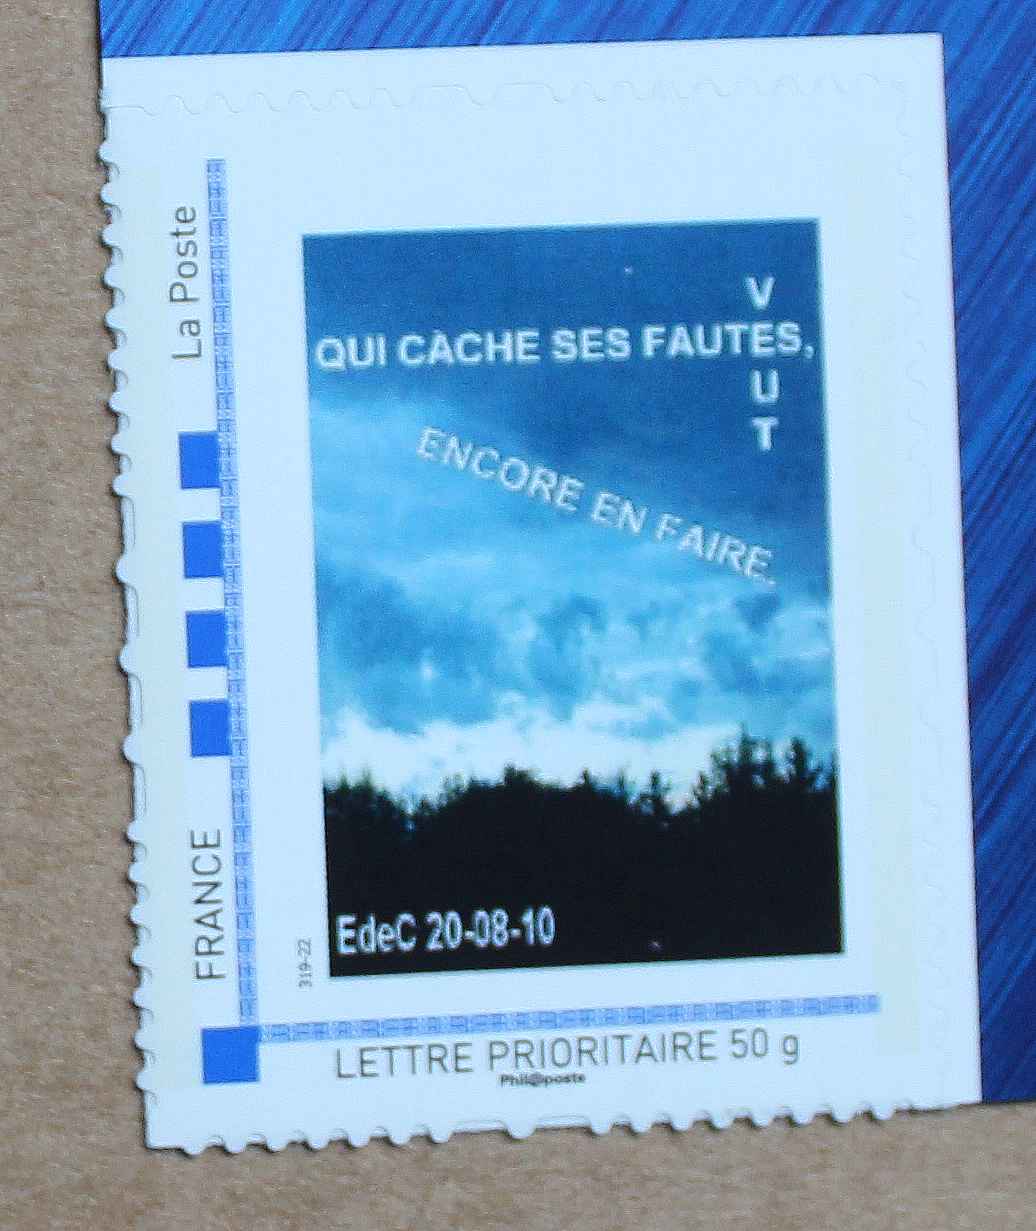 La Poste
FRANCE
QUI CACHE SES FAUTES,
VEUT
ENCORE EN FAIRE.
EdeC 20-08-10
319-22
LETTRE PRIORITAIRE 50 g
Phil@poste